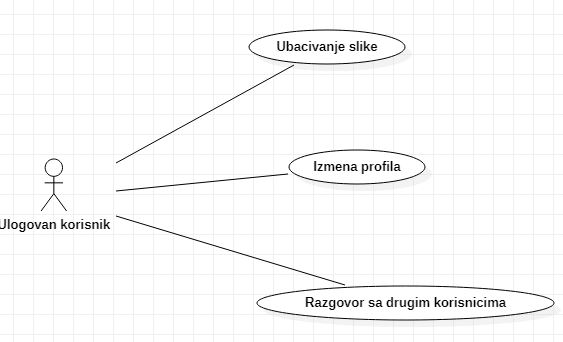 Ubacivanje slike
Izmena profila
Ulogovan korisnik
Razgovor sa drugim korisnicima